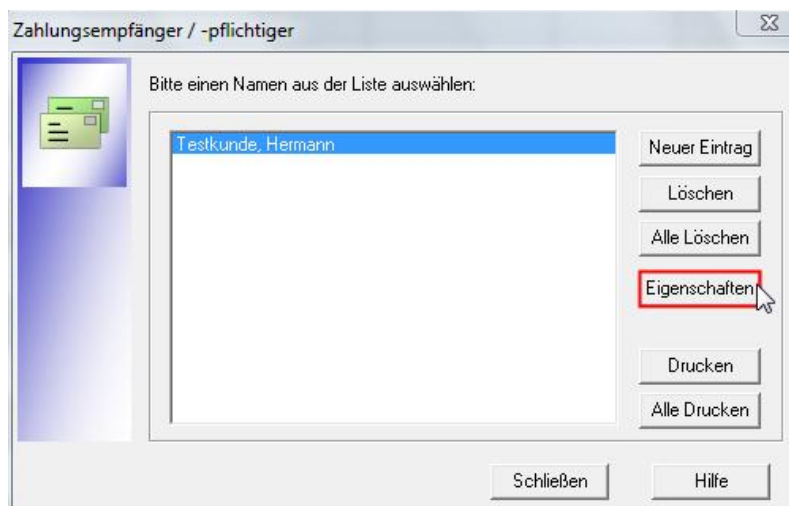 Zahlungsempfänger / -pflichtiger
Bitte einen Namen aus der Liste auswählen:
Testkunde, Hermann
Neuer Eintrag
Löschen
Alle Löschen
Eigenschaften
Drucken
Alle Drucken
Schließen
Hilfe